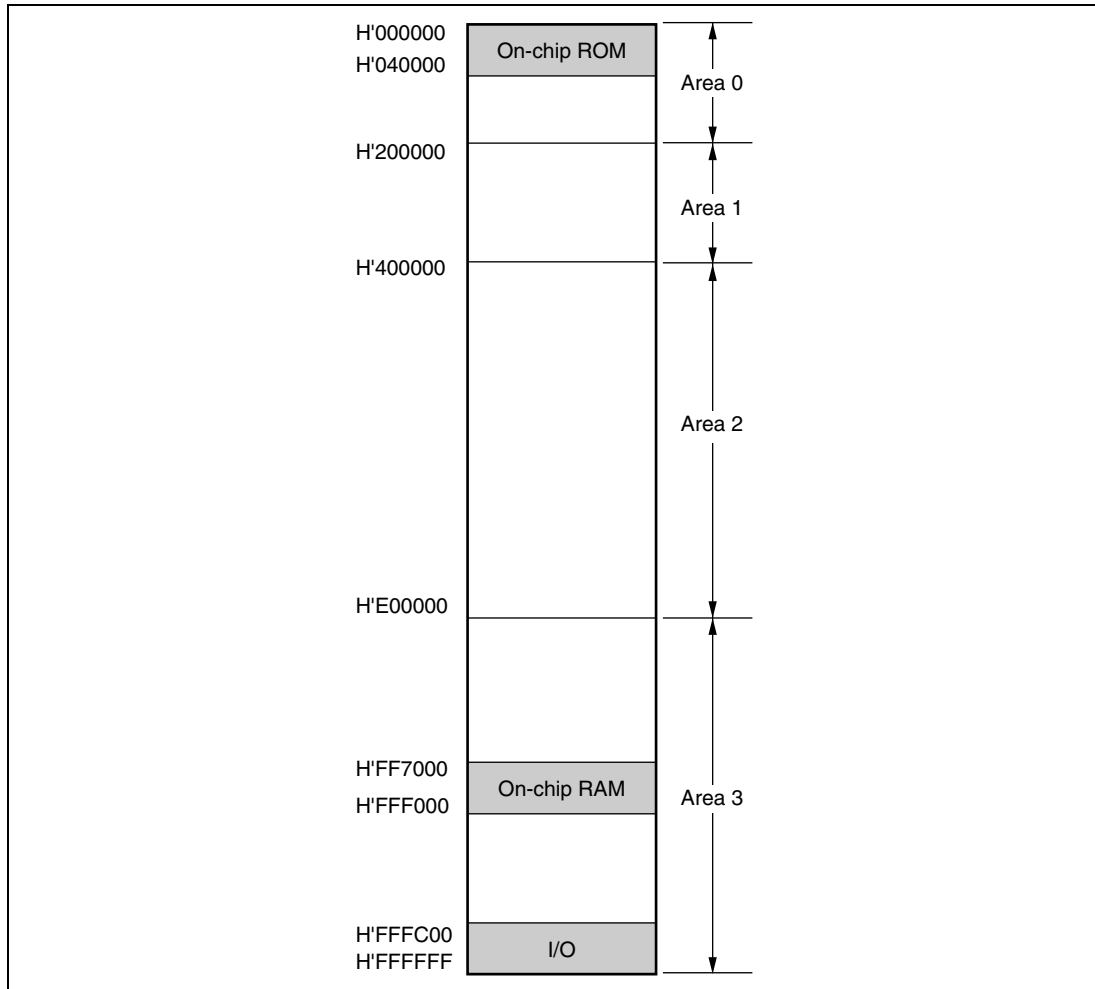 H'000000
On-chip ROM
H'040000
Area 0
H'200000
Area 1
H'400000
Area 2
H'E00000
H'FF7000
On-chip RAM
Area 3
H'FFF000
H'FFFC00
I/O
H'FFFFFF